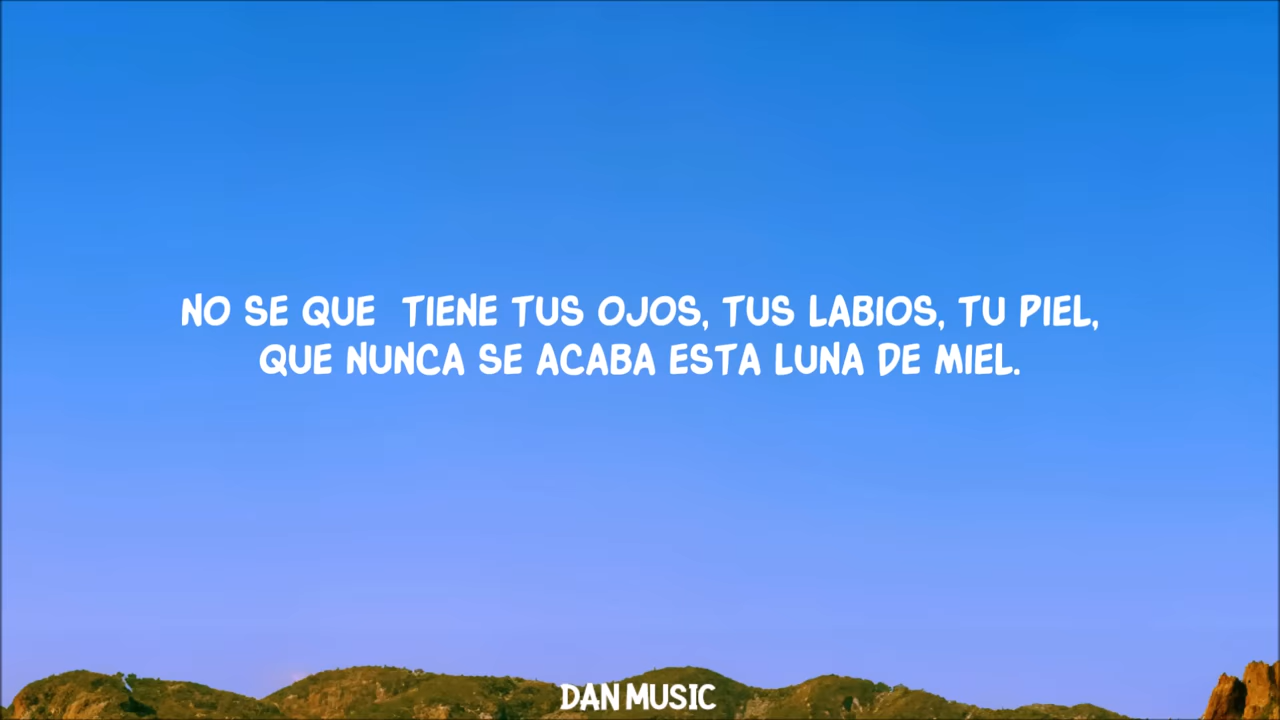 NO SE QUE TIENE TUS OJOS, TUS LABIOS, TU PIEL,
QUE NUNCA SE ACABA ESTA LUNA DE MIEL.
DAN MUSIC